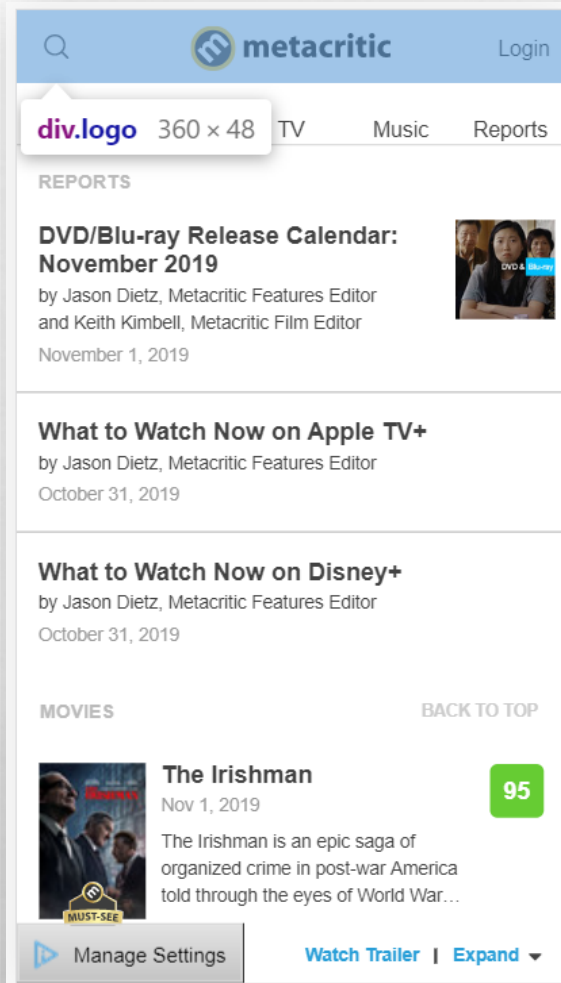 metacritic
Login
div.logo 360 × 48
TV Music Reports
REPORTS
DVD/Blu-ray Release Calendar:
November 2019
by Jason Dietz, Metacritic Features Editor
and Keith Kimbell, Metacritic Film Editor
November 1, 2019
DVD & Blu-ray
What to Watch Now on Apple TV+
by Jason Dietz, Metacritic Features Editor
October 31, 2019
What to Watch Now on Disney+
by Jason Dietz, Metacritic Features Editor
October 31, 2019
MOVIES
BACK TO TOP
The Irishman
95
Nov 1, 2019
The Irishman is an epic saga of
organized crime in post-war America
told through the eyes of World War…
MUST-SEE
Manage Settings
Watch Trailer | Expand